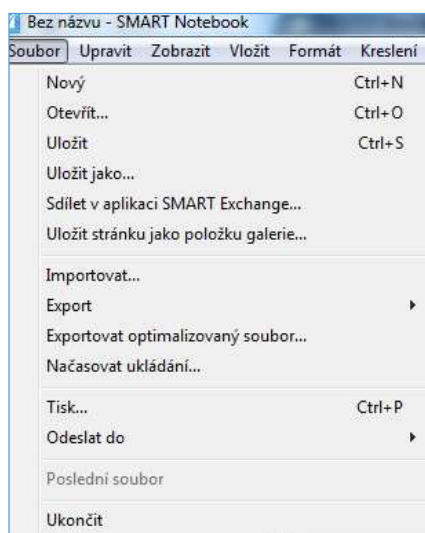 Bez názvu - SMART Notebook
Soubor Upravit Zobrazit Vložit Formát Kreslení
Nový Ctrl+N
Otevřít... Ctrl+O
Uložit Ctrl+S
Uložit jako...
Sdílet v aplikaci SMART Exchange...
Uložit stránku jako položku galerie...
Importovat...
Export
Exportovat optimalizovaný soubor...
Načasovat ukládání...
Tisk... Ctrl+P
Odeslat do
Poslední soubor
Ukončit